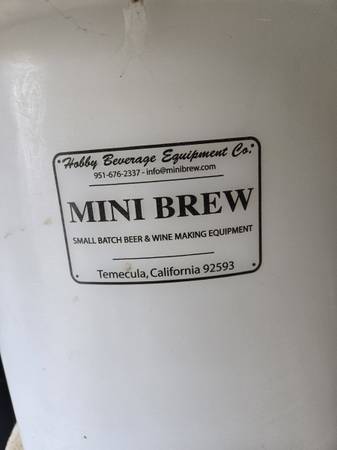 Hobby Beverage Equipment Co.
951-676-2337 - info@minibrew.com
MINI BREW
SMALL BATCH BEER & WINE MAKING EQUIPMENT
Temecula, California 92593